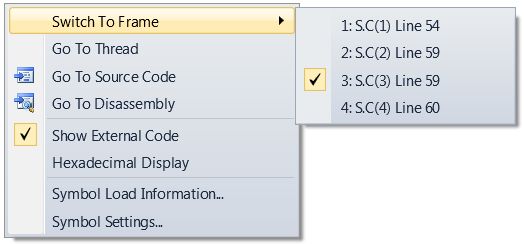 Switch To Frame
Go To Thread
Go To Source Code
Go To Disassembly
Show External Code
Hexadecimal Display
Symbol Load Information...
Symbol Settings...
1: S.C(1) Line 54
2: S.C(2) Line 59
3: S.C(3) Line 59
4: S.C(4) Line 60